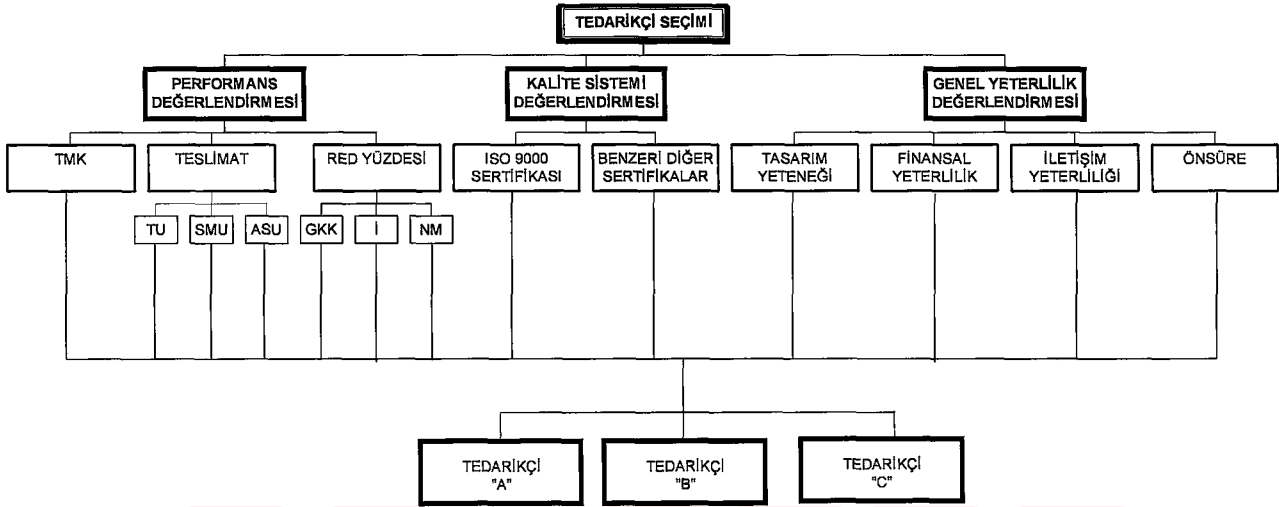 TEDARİKÇİ SEÇİMİ
PERFORMANS
DEĞERLENDİRMESİ
KALİTE SİSTEMİ
DEĞERLENDİRMESİ
GENEL YETERLİLİK
DEĞERLENDİRMESİ
TMK
TESLİMAT
RED YÜZDESİ
ISO 9000
SERTİFİKASI
BENZERİ DİĞER
SERTİFİKALAR
TASARIM
YETENEĞİ
FİNANSAL
YETERLİLİK
İLETİŞİM
YETERLİLİĞİ
ÖNSÜRE
TU
SMU
ASU
GKK
İ
NM
TEDARİKÇİ
"A"
TEDARİKÇİ
"B"
TEDARİKÇİ
"C"